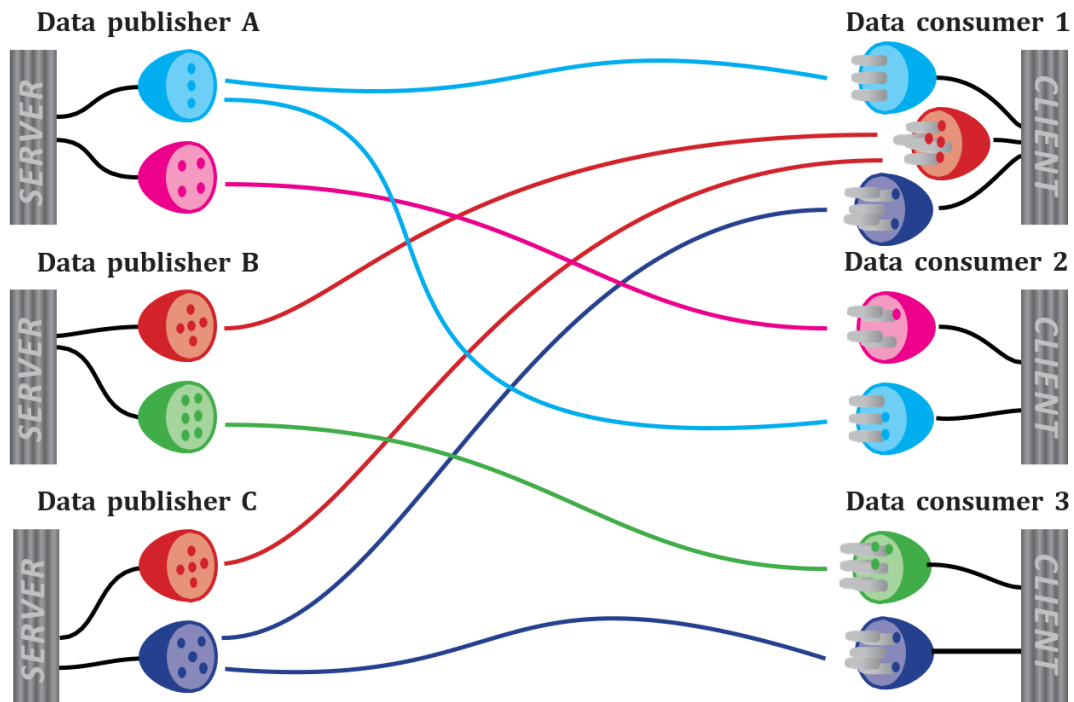 Data publisher A
Data consumer 1
SERVER
CLIENT
Data publisher B
Data consumer 2
SERVER
CLIENT
Data publisher C
Data consumer 3
SERVER
CLIENT